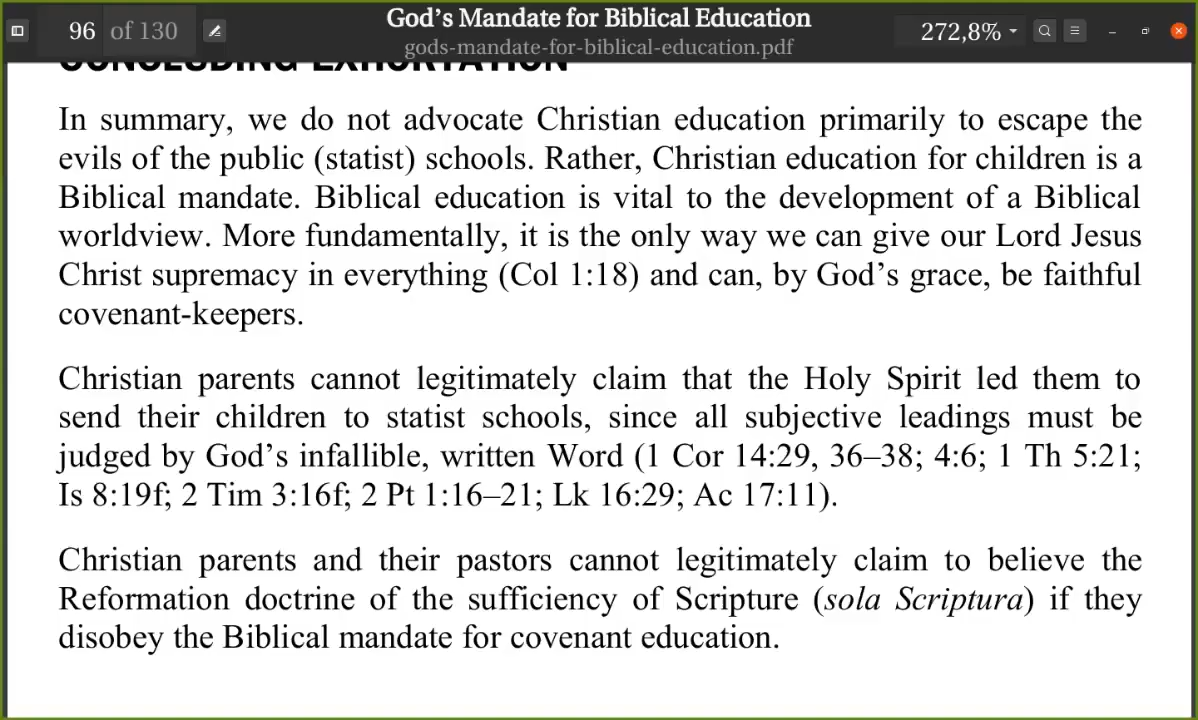 God's Mandate for Biblical Education
96 of 130
272,8%
gods-mandate-for-biblical-education.pdf
CONCLUDING EXHORTATION
In summary, we do not advocate Christian education primarily to escape the
evils of the public (statist) schools. Rather, Christian education for children is a
Biblical mandate. Biblical education is vital to the development of a Biblical
worldview. More fundamentally, it is the only way we can give our Lord Jesus
Christ supremacy in everything (Col 1:18) and can, by God's grace, be faithful
covenant-keepers.
Christian parents cannot legitimately claim that the Holy Spirit led them to
send their children to statist schools, since all subjective leadings must be
judged by God's infallible, written Word (1 Cor 14:29, 36–38; 4:6; 1 Th 5:21;
Is 8:19f; 2 Tim 3:16f; 2 Pt 1:16–21; Lk 16:29; Ac 17:11).
Christian parents and their pastors cannot legitimately claim to believe the
Reformation doctrine of the sufficiency of Scripture (sola Scriptura) if they
disobey the Biblical mandate for covenant education.